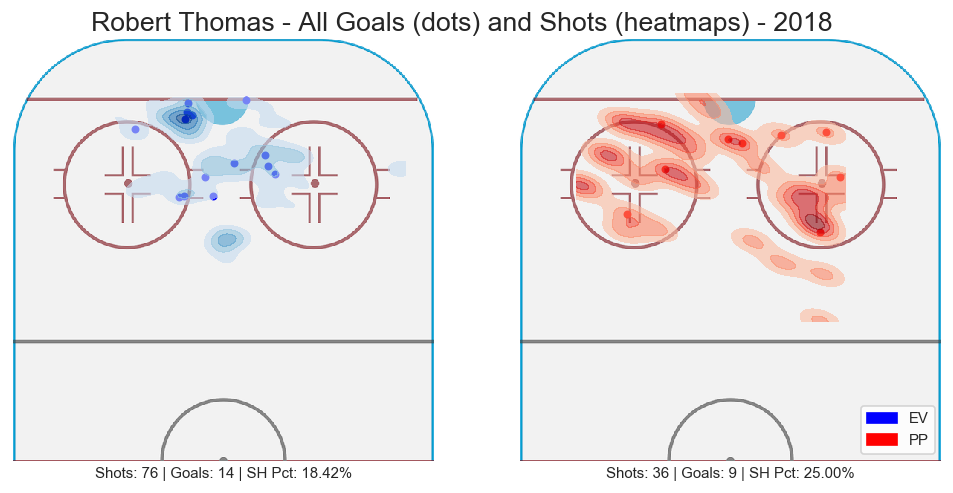 Robert Thomas - All Goals (dots) and Shots (heatmaps) - 2018
EV
PP
Shots: 76 | Goals: 14 | SH Pct: 18.42%
Shots: 36 | Goals: 9 | SH Pct: 25.00%